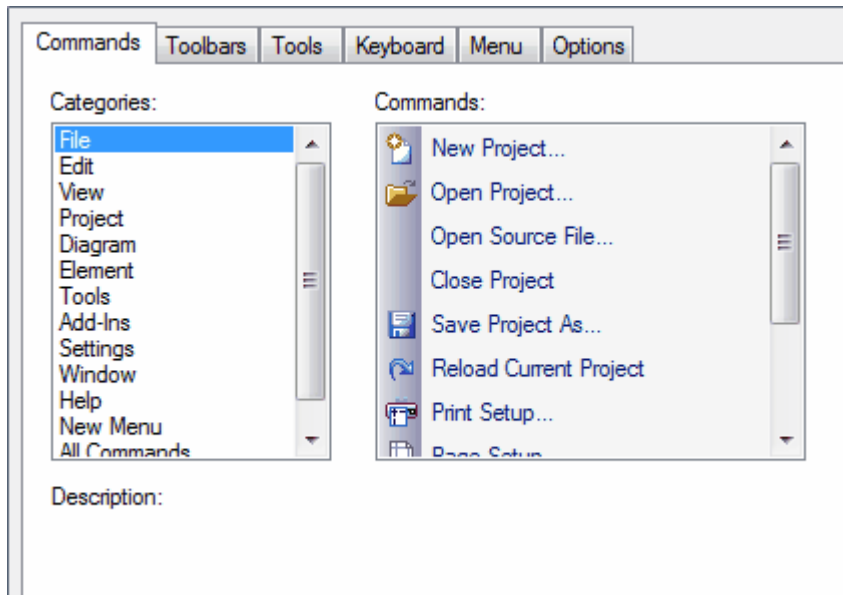 Commands Toolbars Tools Keyboard Menu Options
Categories:
File
Edit
View
Project
Diagram
Element
Tools
Add-Ins
Settings
Window
Help
New Menu
All Commands
Commands:
New Project...
Open Project...
Open Source File...
Close Project
Save Project As...
Reload Current Project
Print Setup...
Page Setup
Description: